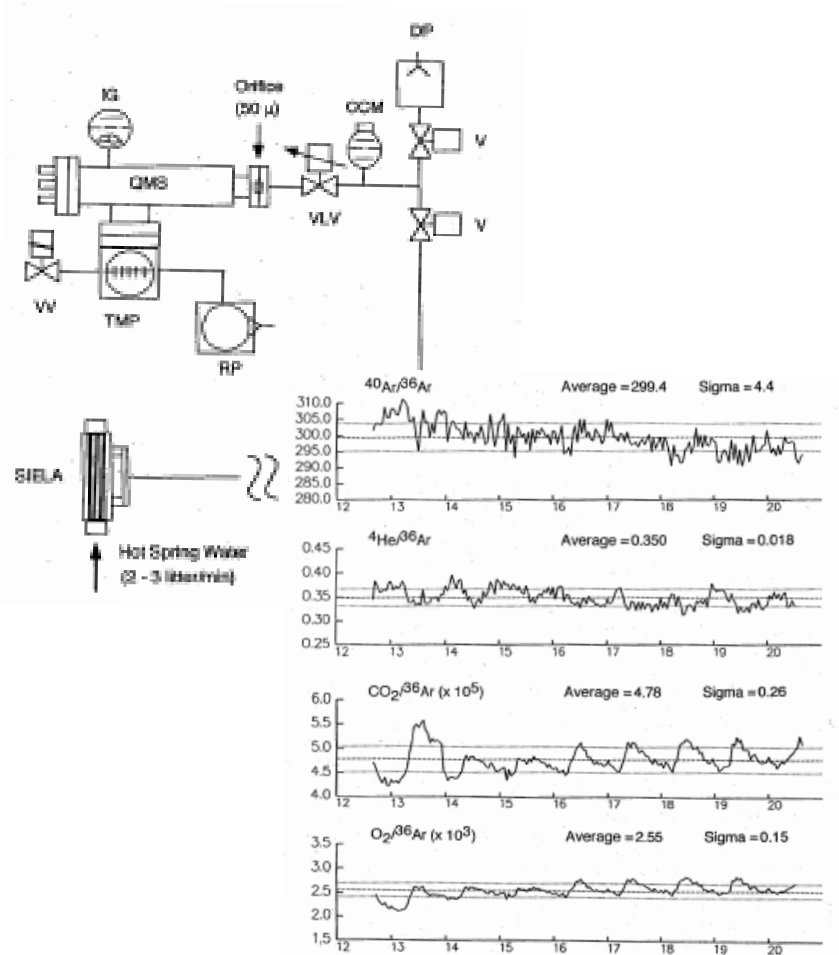 DP
IG
Orifice
(50 μ)
CCM
V
QMS
VLV
V
VV
TMP
RP
SIELA
Hot Spring Water
(2 - 3 litter/min)
40Ar/36Ar Average =299.4 Sigma = 4.4
310.0
305.0
300.0
295.0
290.0
285.0
280.0
12 13 14 15 16 17 18 19 20
4He/36Ar Average =0.350 Sigma =0.018
0.45
0.40
0.35
0.30
0.25
12 13 14 15 16 17 18 19 20
CO2/36Ar (x 105) Average =4.78 Sigma =0.26
6.0
5.5
5.0
4.5
4.0
12 13 14 15 16 17 18 19 20
O2/36Ar (x 103) Average =2.55 Sigma =0.15
3.5
3.0
2.5
2.0
1.5
12 13 14 15 16 17 18 19 20